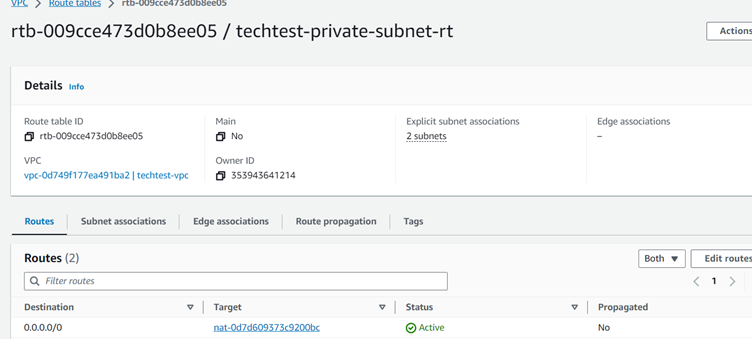 VPC > Route tables > rtb-009cce473d0b8ee05
rtb-009cce473d0b8ee05 / techtest-private-subnet-rt
Actions
Details Info
Route table ID
rtb-009cce473d0b8ee05
Main
No
Explicit subnet associations
2 subnets
Edge associations
–
VPC
vpc-0d749f177ea491ba2 | techtest-vpc
Owner ID
353943641214
Routes Subnet associations Edge associations Route propagation Tags
Routes (2)
Both
Edit routes
Filter routes
1
Destination Target Status Propagated
0.0.0.0/0 nat-0d7d609373c9200bc Active No